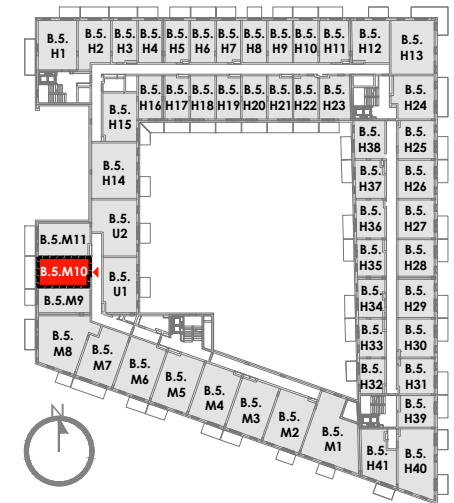 B.5.
H1
B.5.
H2
B.5.
H3
B.5.
H4
B.5.
H5
B.5.
H6
B.5.
H7
B.5.
H8
B.5.
H9
B.5.
H10
B.5.
H11
B.5.
H12
B.5.
H13
B.5.
H15
B.5.
H16
B.5.
H17
B.5.
H18
B.5.
H19
B.5.
H20
B.5.
H21
B.5.
H22
B.5.
H23
B.5.
H24
B.5.
H38
B.5.
H25
B.5.
H14
B.5.
H37
B.5.
H26
B.5.
U2
B.5.
H36
B.5.
H27
B.5.M11
B.5.
H35
B.5.
H28
B.5.M10
B.5.
U1
B.5.M9
B.5.
H34
B.5.
H29
B.5.
M8
B.5.
M7
B.5.
H33
B.5.
H30
B.5.
M6
B.5.
M5
B.5.
M4
B.5.
H32
B.5.
H31
B.5.
M3
B.5.
M2
B.5.
M1
B.5.
H39
B.5.
H41
B.5.
H40
N